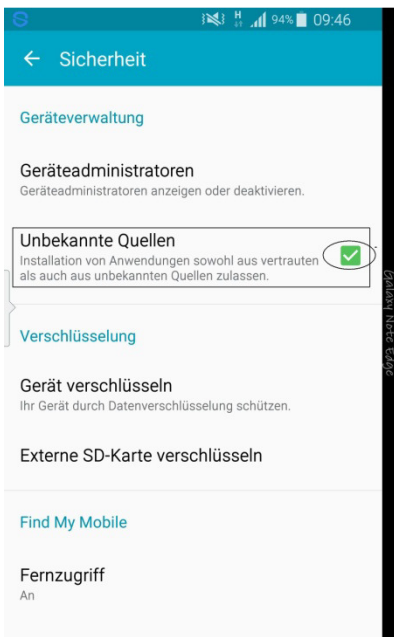 H 94% 09:46
Sicherheit
Geräteverwaltung
Geräteadministratoren
Geräteadministratoren anzeigen oder deaktivieren.
Unbekannte Quellen
Installation von Anwendungen sowohl aus vertrauten
als auch aus unbekannten Quellen zulassen.
Verschlüsselung
Gerät verschlüsseln
Ihr Gerät durch Datenverschlüsselung schützen.
Externe SD-Karte verschlüsseln
Find My Mobile
Fernzugriff
An
Galaxy Note Edge